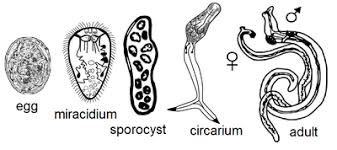 egg
miracidium
sporocyst
circarium
♀
♂
adult